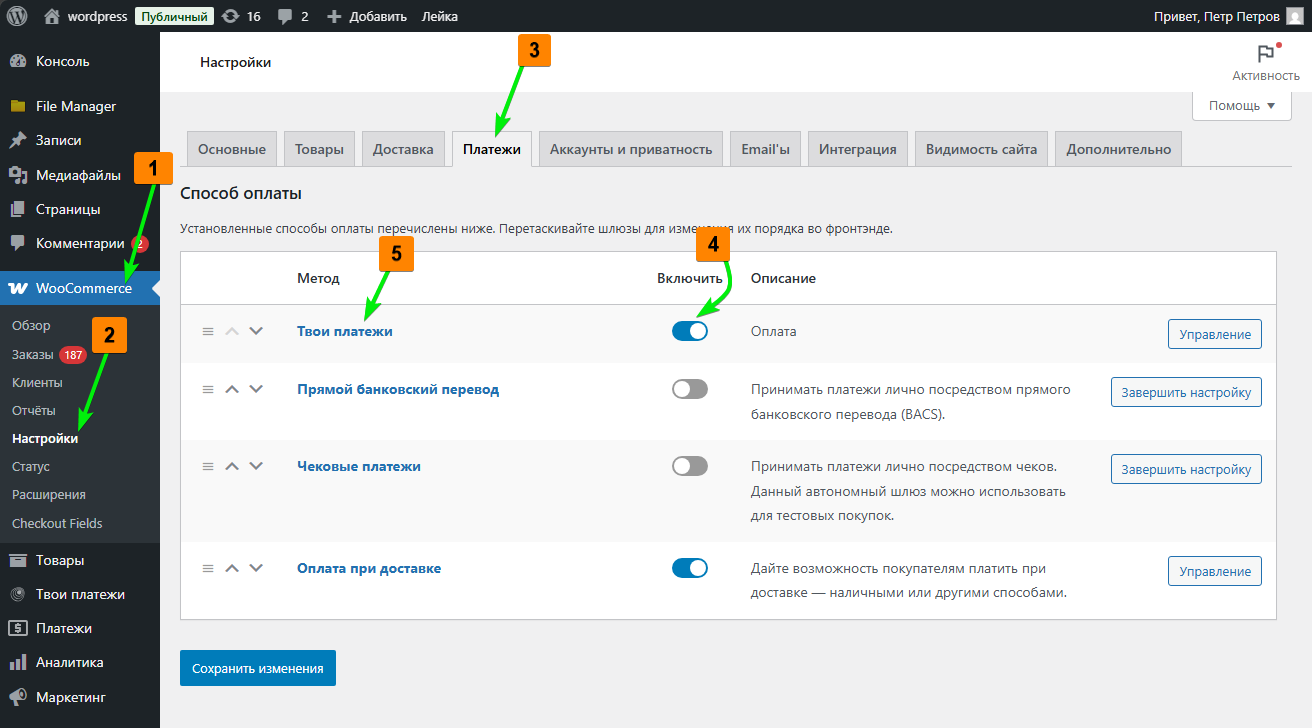 wordpress Публичный 16 2 Добавить Лейка Привет, Петр Петров
Консоль
File Manager
Записи
Медиафайлы
Страницы
Комментарии 2
WooCommerce
Обзор
Заказы 187
Клиенты
Отчёты
Настройки
Статус
Расширения
Checkout Fields
Товары
Твои платежи
Платежи
Аналитика
Маркетинг
1
2
Настройки
3
Активность
Помощь
Основные Товары Доставка Платежи Аккаунты и приватность Email'ы Интеграция Видимость сайта Дополнительно
Способ оплаты
Установленные способы оплаты перечислены ниже. Перетаскивайте шлюзы для изменения их порядка во фронтэнде.
5
4
Метод Включить Описание
Твои платежи Оплата Управление
Прямой банковский перевод Принимать платежи лично посредством прямого Завершить настройку
банковского перевода (BACS).
Чековые платежи Принимать платежи лично посредством чеков. Завершить настройку
Данный автономный шлюз можно использовать
для тестовых покупок.
Оплата при доставке Дайте возможность покупателям платить при Управление
доставке — наличными или другими способами.
Сохранить изменения